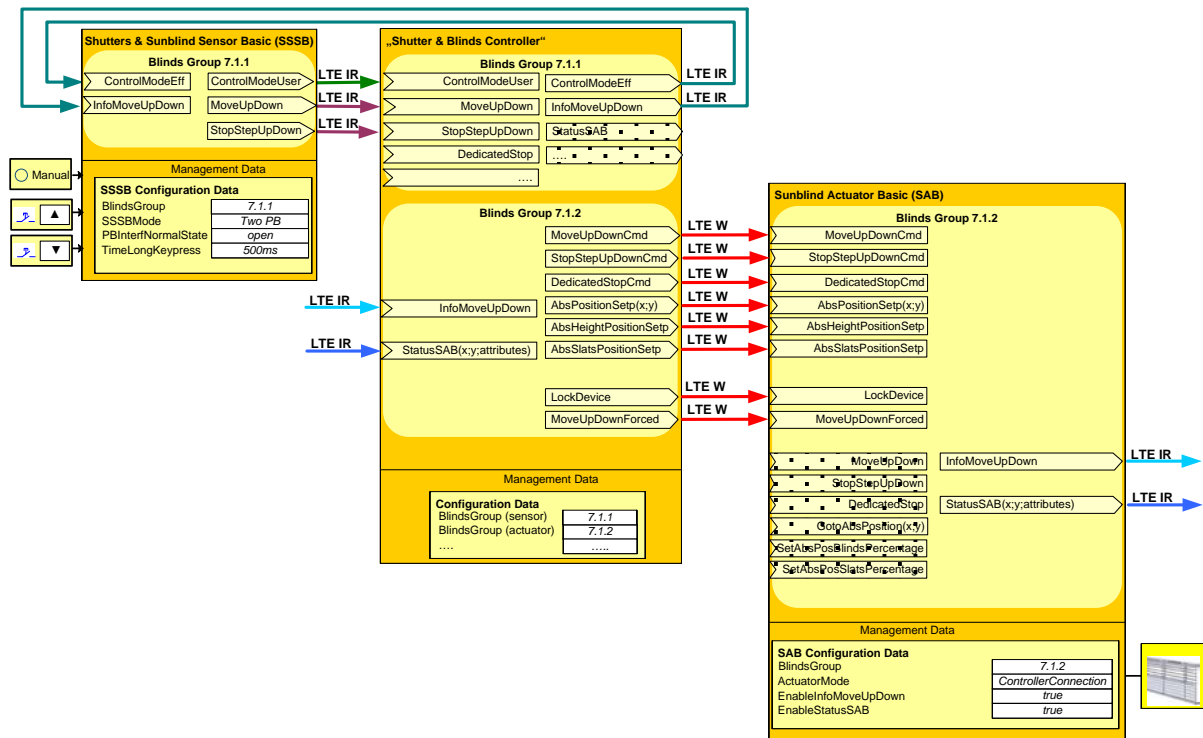 Shutters & Sunblind Sensor Basic (SSSB)
Blinds Group 7.1.1
ControlModeEff
ControlModeUser
InfoMoveUpDown
MoveUpDown
StopStepUpDown
Management Data
SSSB Configuration Data
BlindsGroup 7.1.1
SSSBMode Two PB
PBInterfNormalState open
TimeLongKeypress 500ms
Manual
LTE IR
LTE IR
LTE IR
„Shutter & Blinds Controller“
Blinds Group 7.1.1
ControlModeUser
ControlModeEff
MoveUpDown
InfoMoveUpDown
StopStepUpDown
StatusSAB
DedicatedStop
....
....
LTE IR
LTE IR
Blinds Group 7.1.2
MoveUpDownCmd
StopStepUpDownCmd
DedicatedStopCmd
LTE IR
InfoMoveUpDown
AbsPositionSetp(x;y)
AbsHeightPositionSetp
LTE IR
StatusSAB(x;y;attributes)
AbsSlatsPositionSetp
LockDevice
MoveUpDownForced
Management Data
Configuration Data
BlindsGroup (sensor) 7.1.1
BlindsGroup (actuator) 7.1.2
.... .....
LTE W
LTE W
LTE W
LTE W
LTE W
LTE W
LTE W
LTE W
Sunblind Actuator Basic (SAB)
Blinds Group 7.1.2
MoveUpDownCmd
StopStepUpDownCmd
DedicatedStopCmd
AbsPositionSetp(x;y)
AbsHeightPositionSetp
AbsSlatsPositionSetp
LockDevice
MoveUpDownForced
MoveUpDown
InfoMoveUpDown
LTE IR
StopStepUpDown
DedicatedStop
StatusSAB(x;y;attributes)
LTE IR
GotoAbsPosition(x;y)
SetAbsPosBlindsPercentage
SetAbsPosSlatsPercentage
Management Data
SAB Configuration Data
BlindsGroup 7.1.2
ActuatorMode ControllerConnection
EnableInfoMoveUpDown true
EnableStatusSAB true